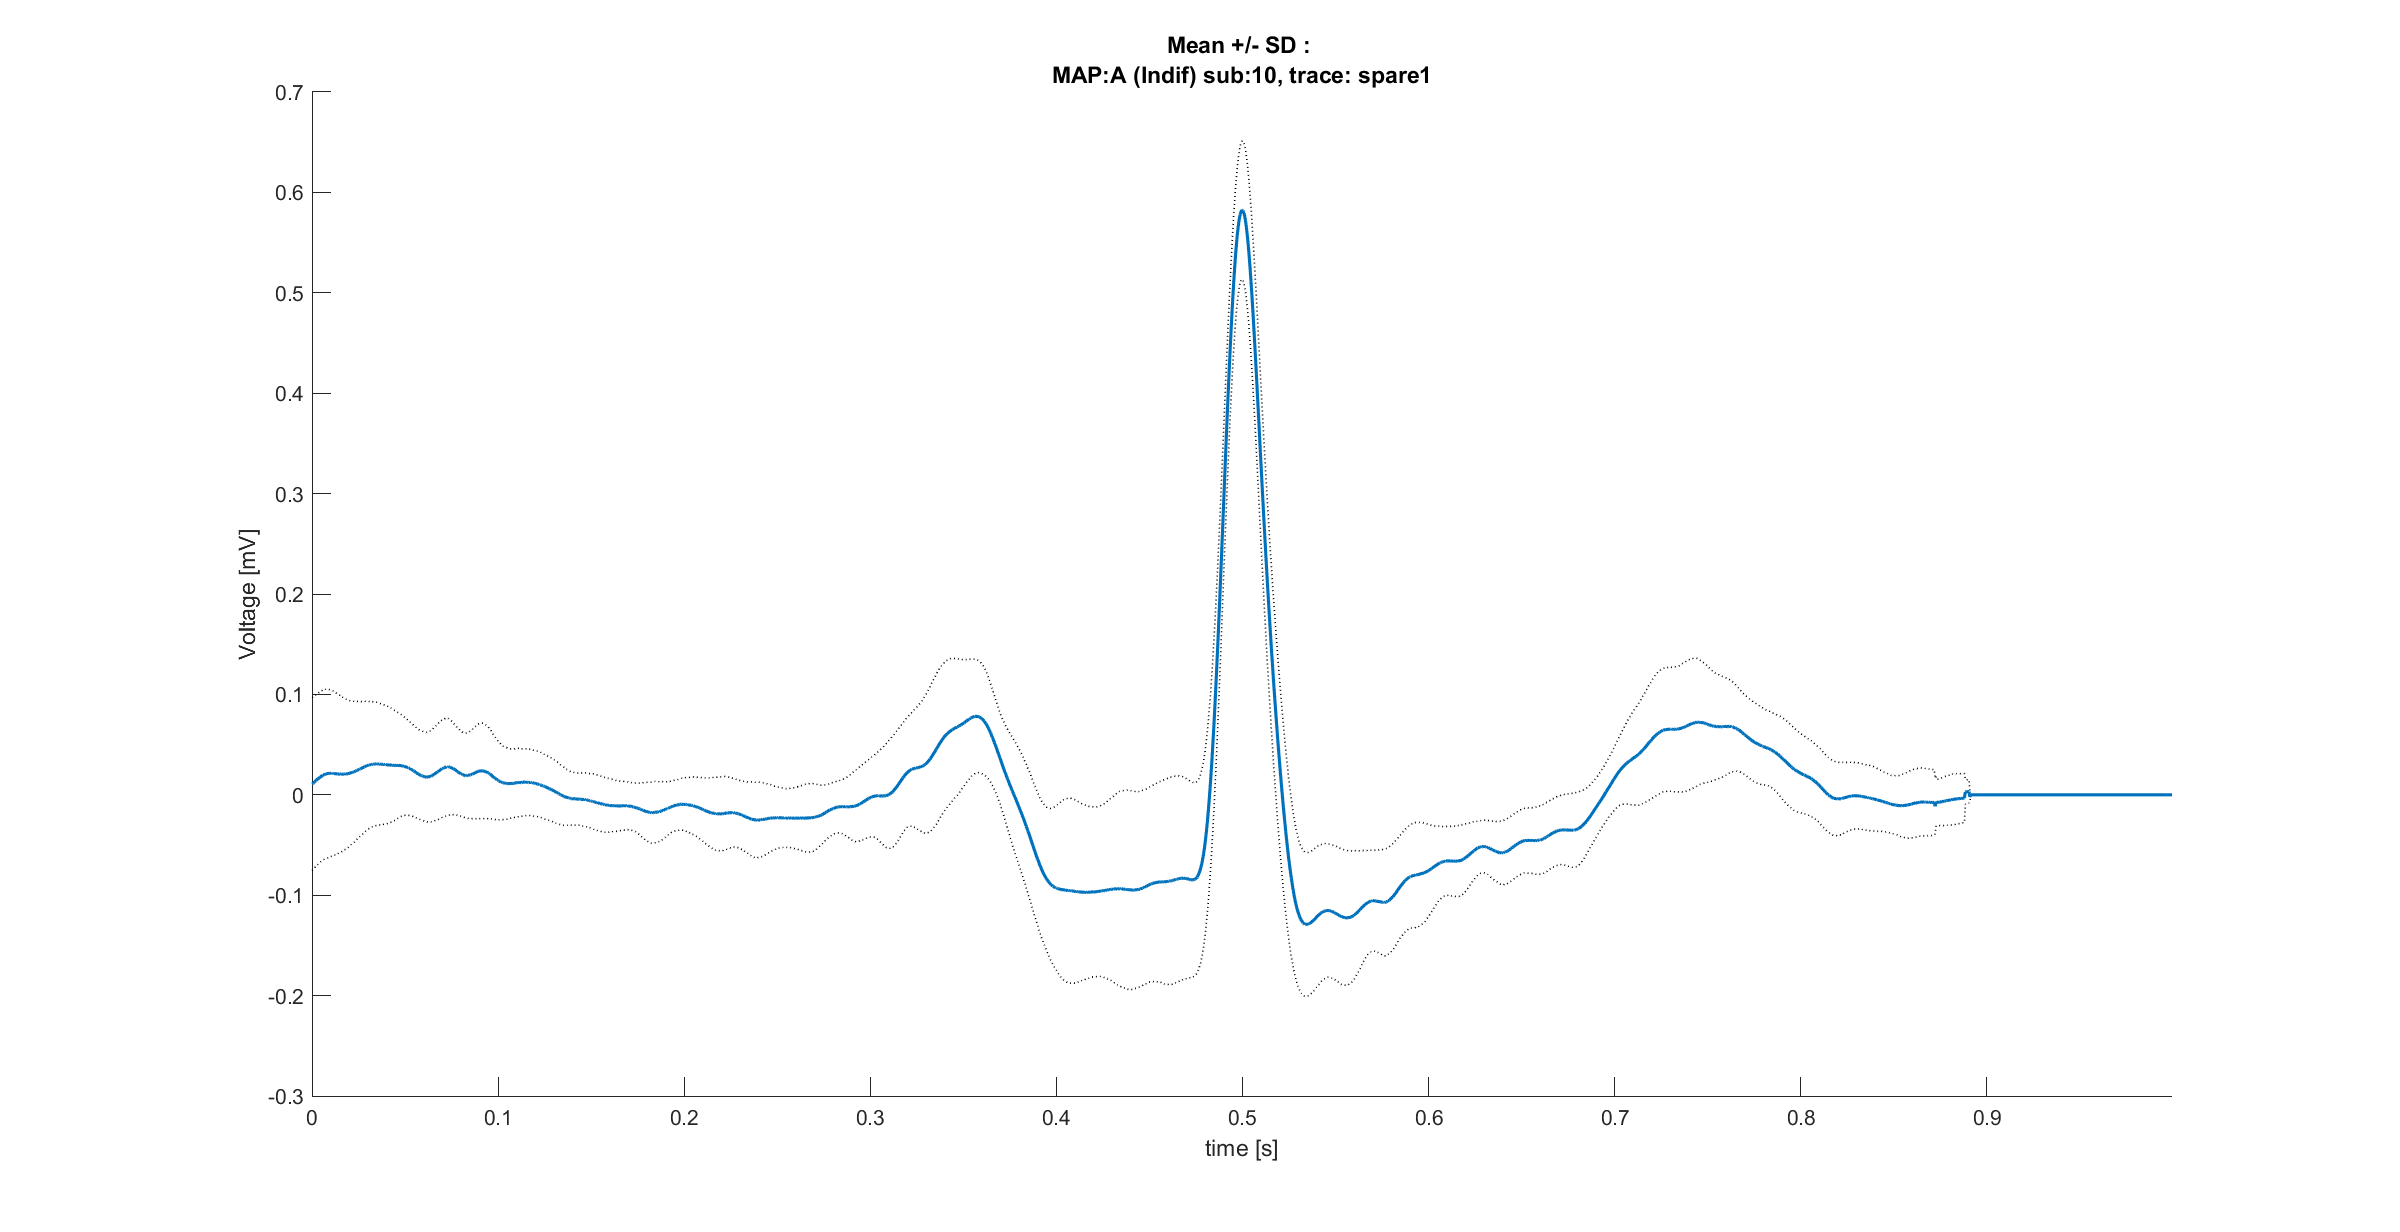 Mean +/- SD :
MAP:A (Indif) sub:10, trace: spare1
0.7
0.6
0.5
0.4
0.3
0.2
0.1
0
-0.1
-0.2
-0.3
Voltage [mV]
0 0.1 0.2 0.3 0.4 0.5 0.6 0.7 0.8 0.9
time [s]